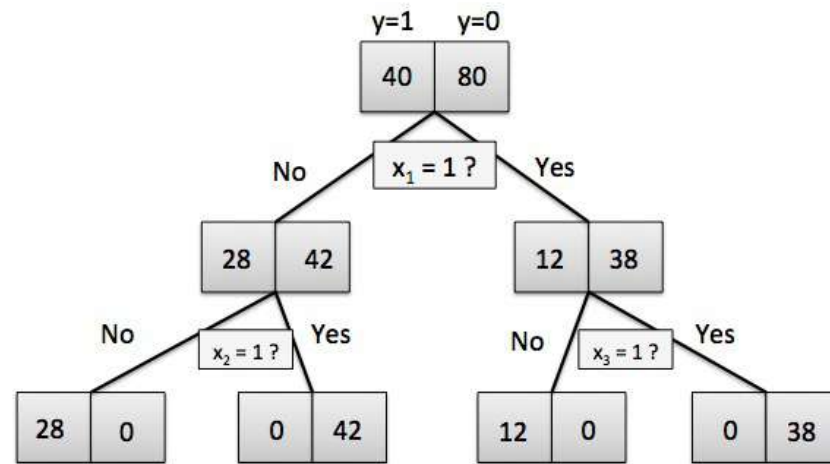 y=1 y=0
40 80
No x₁ = 1 ? Yes
28 42 12 38
No x₂ = 1 ? Yes No x₃ = 1 ? Yes
28 0 0 42 12 0 0 38